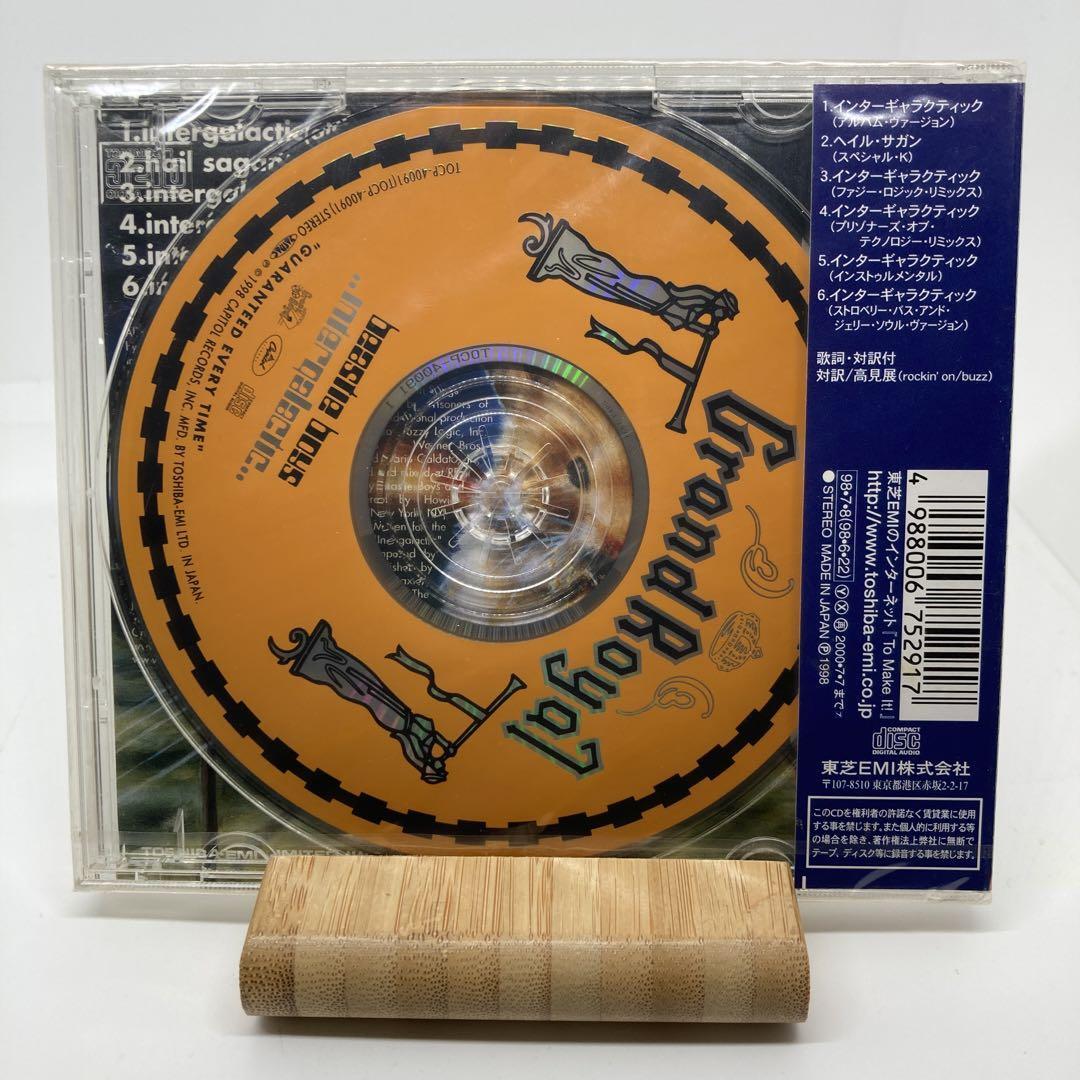 1.intergalactic
2.hail sagan
3.intergal
4.inter
5.int
6.i
TOCP-40091(TOCP-40091) STEREO
"GUARANTEED EVERY TIME"
℗©1998 CAPITOL RECORDS, INC. MFD. BY TOSHIBA-EMI LTD. IN JAPAN.
"intergalactic"
beastie boys
GrandRoyal
TOCP-40091
1.インターギャラクティック
(アルバム・ヴァージョン)
2.ヘイル・サガン
(スペシャル・K)
3.インターギャラクティック
(ファジー・ロジック・リミックス)
4.インターギャラクティック
(プリゾナーズ・オブ・
テクノロジー・リミックス)
5.インターギャラクティック
(インストゥルメンタル)
6.インターギャラクティック
(ストロベリー・バス・アンド・
ジェリー・ソウル・ヴァージョン)
歌詞・対訳付
対訳/高見展(rockin' on/buzz)
4 988006 752917
東芝EMIのインターネット『To Make It!』
http://www.toshiba-emi.co.jp
98・7・8(98・6・22) Ⓨ Ⓧ 再 2000・7・7まで
●STEREO MADE IN JAPAN ℗1998
COMPACT
disc
DIGITAL AUDIO
東芝EMI株式会社
〒107-8510 東京都港区赤坂2-2-17
このCDを権利者の許諾なく賃貸業に使用
する事を禁じます。また個人的に利用する等
の場合を除き、著作権法上弊社に無断で
テープ、ディスク等に録音する事を禁じます。
TOSHIBA-EMI LIMITED